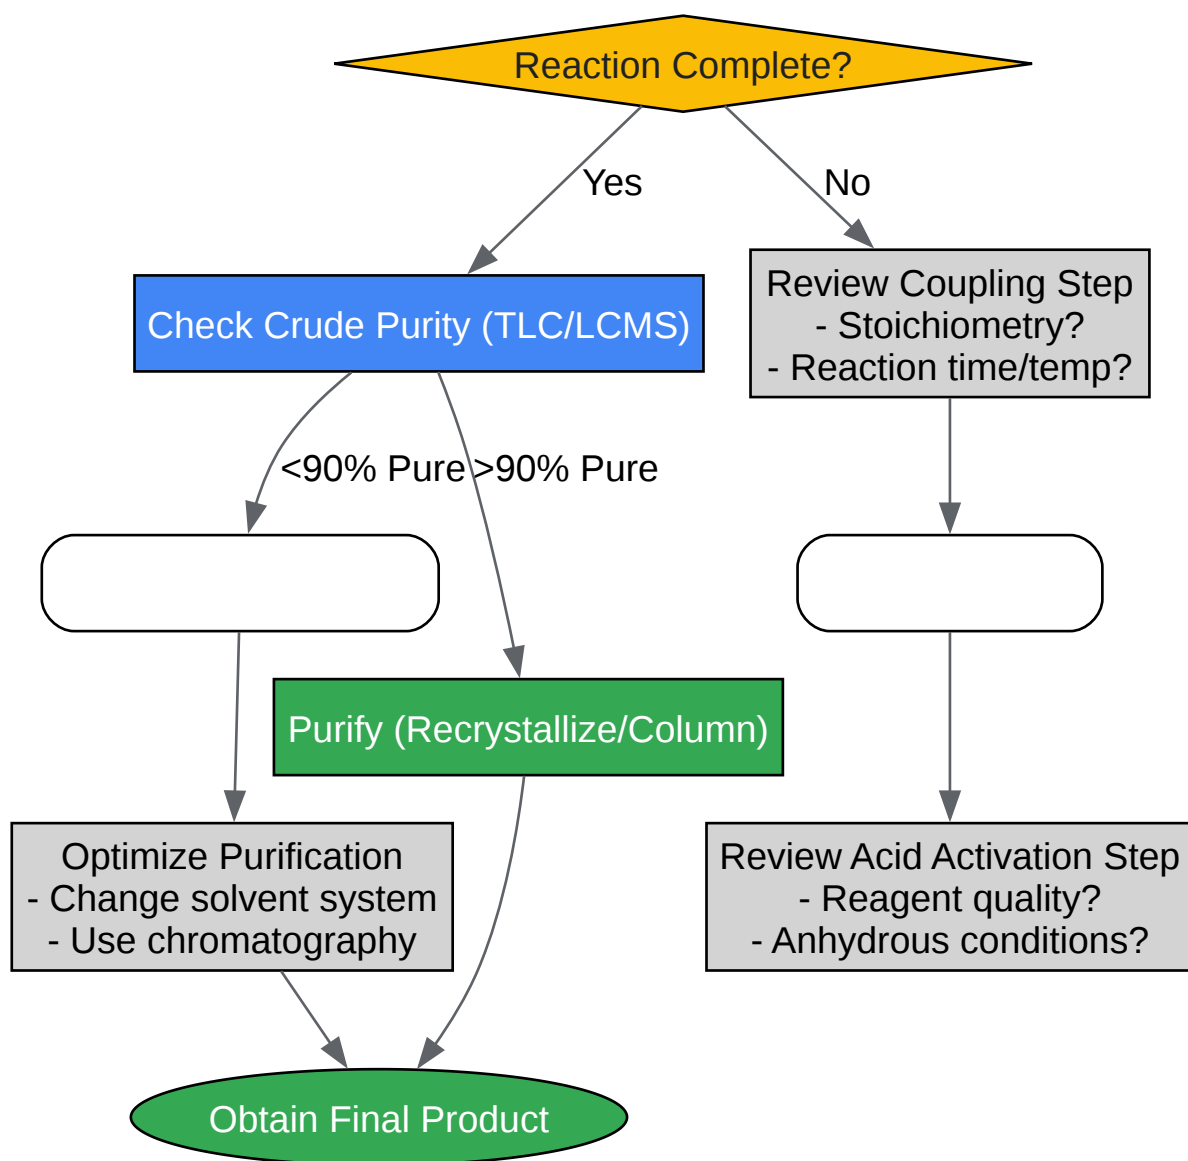 Reaction Complete?
Yes
No
Check Crude Purity (TLC/LCMS)
Review Coupling Step
- Stoichiometry?
- Reaction time/temp?
<90% Pure
>90% Pure
Purify (Recrystallize/Column)
Optimize Purification
- Change solvent system
- Use chromatography
Review Acid Activation Step
- Reagent quality?
- Anhydrous conditions?
Obtain Final Product